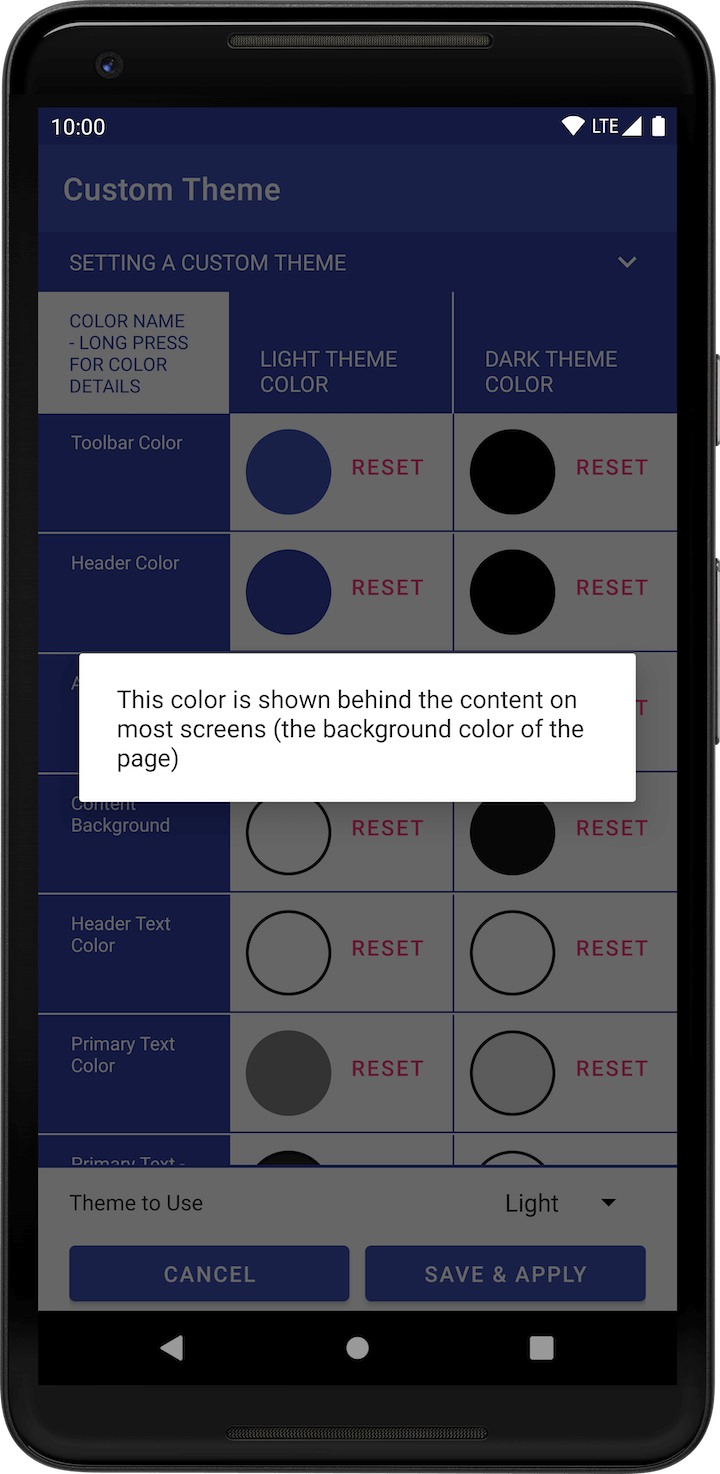 10:00 LTE
Custom Theme
SETTING A CUSTOM THEME
COLOR NAME
- LONG PRESS
FOR COLOR
DETAILS
LIGHT THEME
COLOR
DARK THEME
COLOR
Toolbar Color
RESET
RESET
Header Color
RESET
RESET
This color is shown behind the content on
most screens (the background color of the
page)
Content
Background
RESET
RESET
Header Text
Color
RESET
RESET
Primary Text
Color
RESET
RESET
Primary Text -
Theme to Use
Light
CANCEL
SAVE & APPLY